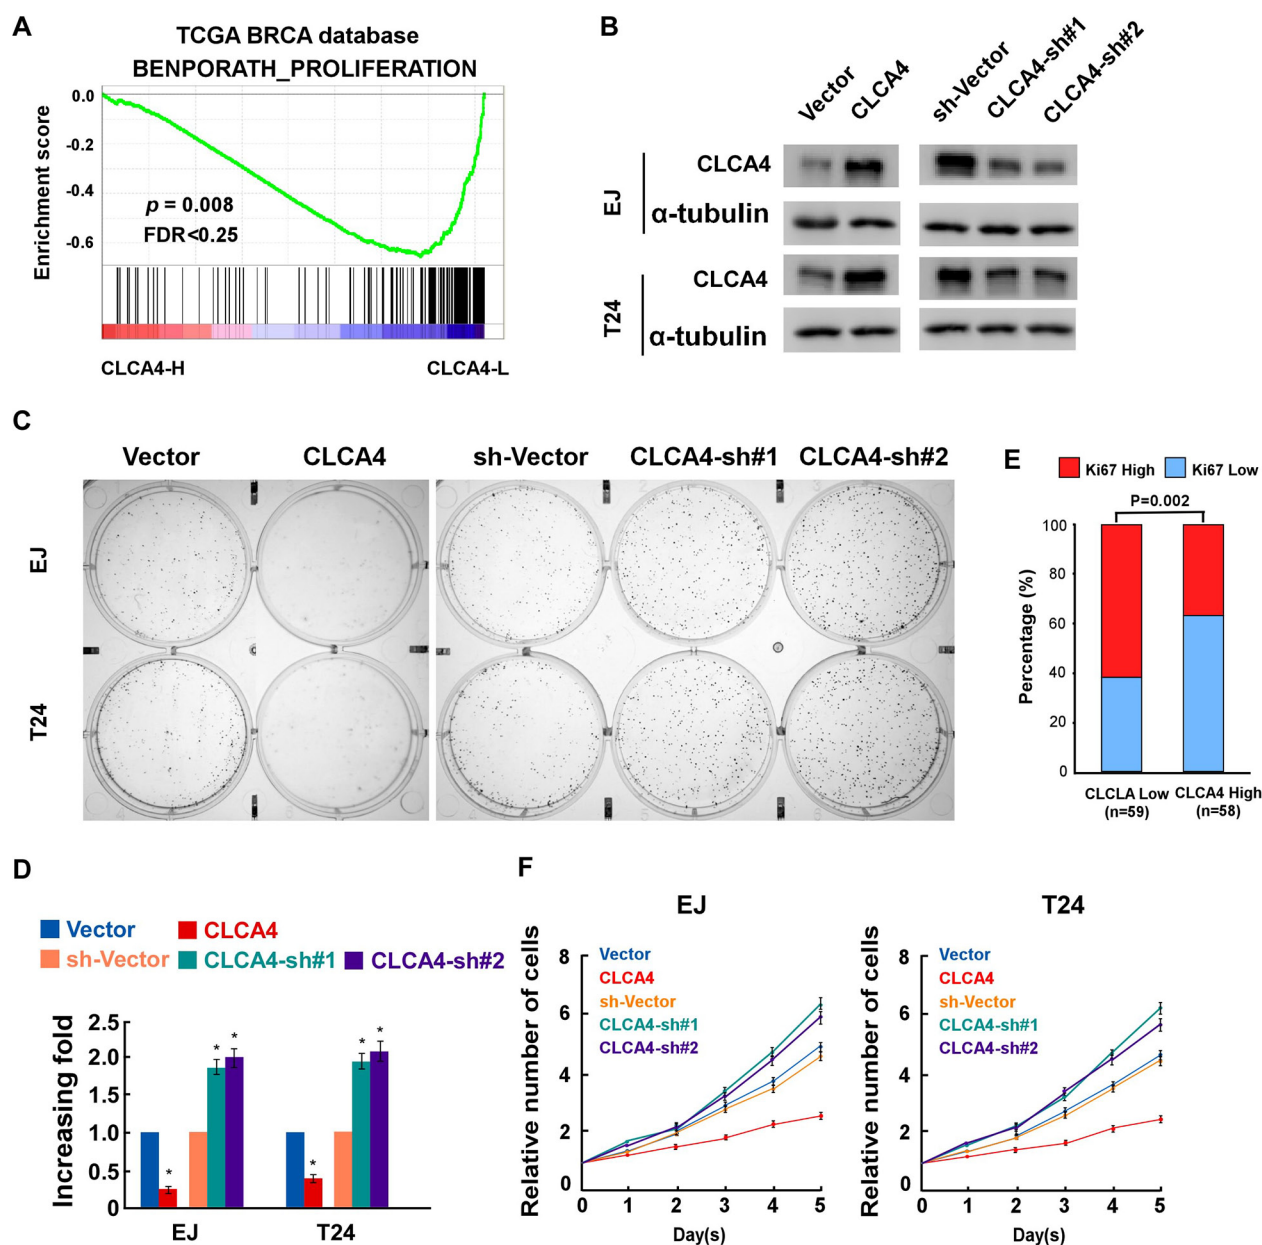 A
TCGA BRCA database
BENPORATH_PROLIFERATION
Enrichment score
0.0
-0.2
-0.4
-0.6
p = 0.008
FDR<0.25
CLCA4-H
CLCA4-L
B
Vector
CLCA4
sh-Vector
CLCA4-sh#1
CLCA4-sh#2
EJ
CLCA4
α-tubulin
T24
CLCA4
α-tubulin
C
Vector
CLCA4
sh-Vector
CLCA4-sh#1
CLCA4-sh#2
EJ
T24
E
Ki67 High
Ki67 Low
P=0.002
Percentage (%)
100
80
60
40
20
0
CLCLA Low
(n=59)
CLCA4 High
(n=58)
D
Vector
CLCA4
sh-Vector
CLCA4-sh#1
CLCA4-sh#2
Increasing fold
2.5
2.0
1.0
0.5
0
* * * * * *
EJ
T24
F
EJ
Relative number of cells
8
6
4
2
0
Vector
CLCA4
sh-Vector
CLCA4-sh#1
CLCA4-sh#2
0 1 2 3 4 5
Day(s)
T24
Relative number of cells
8
6
4
2
0
Vector
CLCA4
sh-Vector
CLCA4-sh#1
CLCA4-sh#2
0 1 2 3 4 5
Day(s)